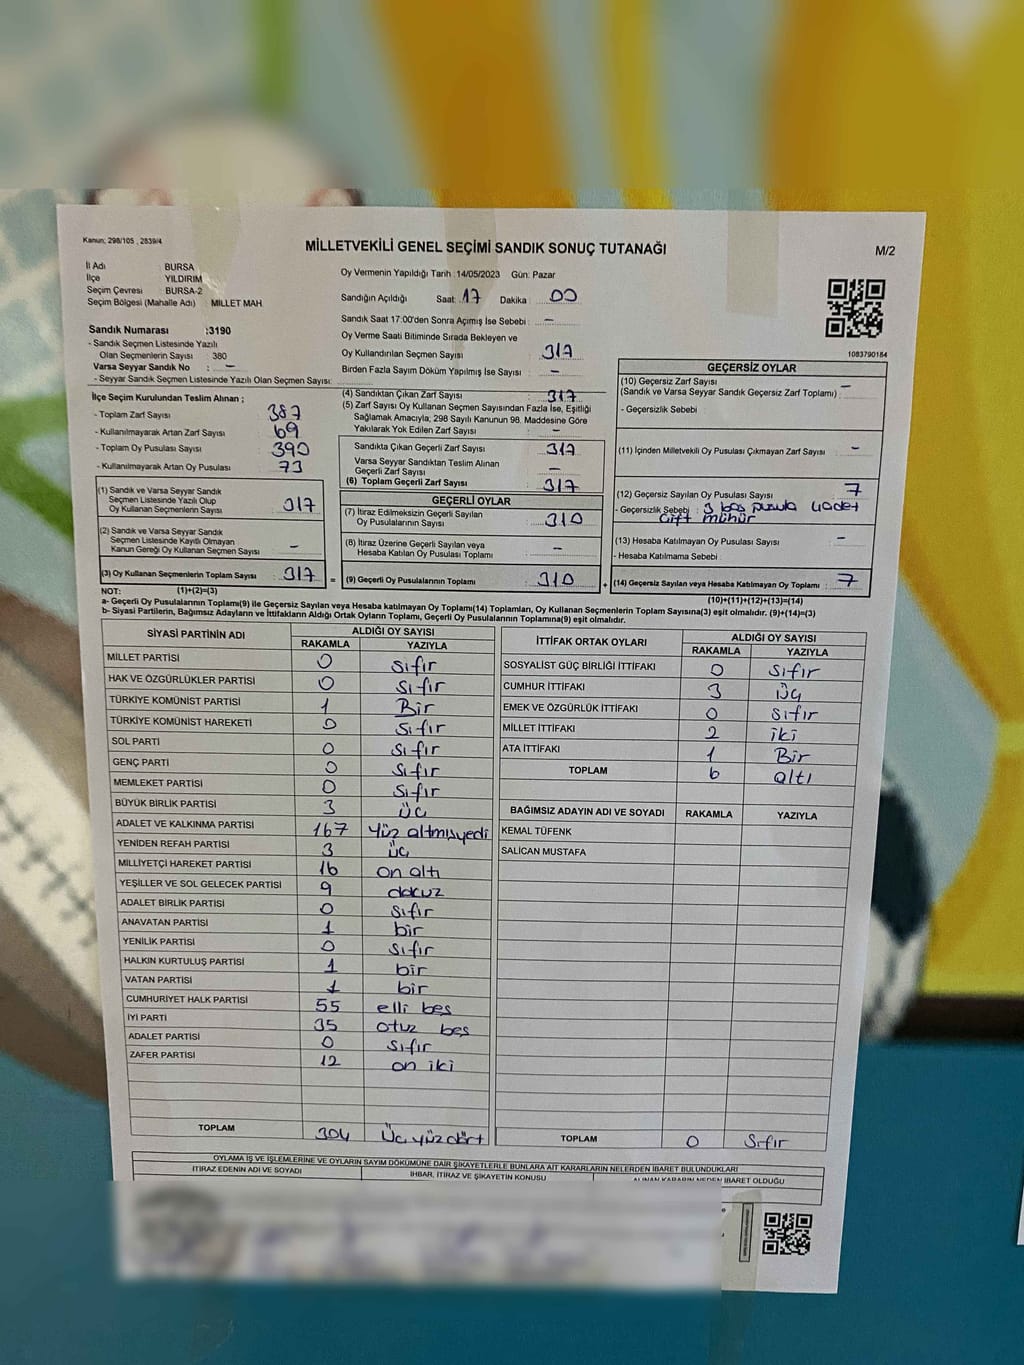 Kanun; 298/105 , 2839/4
MİLLETVEKİLİ GENEL SEÇİMİ SANDIK SONUÇ TUTANAĞI
M/2
İl Adı : BURSA
İlçe : YILDIRIM
Seçim Çevresi : BURSA-2
Seçim Bölgesi (Mahalle Adı) : MİLLET MAH.
Oy Vermenin Yapıldığı Tarih :14/05/2023 Gün: Pazar
Sandığın Açıldığı Saat: 17 Dakika : 00
Sandık Saat 17:00'den Sonra Açımış İse Sebebi : -
Sandık Numarası :3190
- Sandık Seçmen Listesinde Yazılı
Olan Seçmenlerin Sayısı : 380
Varsa Seyyar Sandık No : -
- Seyyar Sandık Seçmen Listesinde Yazılı Olan Seçmen Sayısı:
Oy Verme Saati Bitiminde Sırada Bekleyen ve
Oy Kullandırılan Seçmen Sayısı : 317
Birden Fazla Sayım Döküm Yapılmış İse Sayısı : -
1083790184
İlçe Seçim Kurulundan Teslim Alınan ;
- Toplam Zarf Sayısı : 387
- Kullanılmayarak Artan Zarf Sayısı : 69
- Toplam Oy Pusulası Sayısı : 390
- Kullanılmayarak Artan Oy Pusulası : 73
(4) Sandıktan Çıkan Zarf Sayısı : 317
(5) Zarf Sayısı Oy Kullanan Seçmen Sayısından Fazla İse, Eşitliği
Sağlamak Amacıyla; 298 Sayılı Kanunun 98. Maddesine Göre
Yakılarak Yok Edilen Zarf Sayısı : -
Sandıkta Çıkan Geçerli Zarf Sayısı : 317
Varsa Seyyar Sandıktan Teslim Alınan
Geçerli Zarf Sayısı : -
(6) Toplam Geçerli Zarf Sayısı : 317
GEÇERSİZ OYLAR
(10) Geçersiz Zarf Sayısı
(Sandık ve Varsa Seyyar Sandık Geçersiz Zarf Toplamı) : -
- Geçersizlik Sebebi :
(11) İçinden Milletvekili Oy Pusulası Çıkmayan Zarf Sayısı : -
(12) Geçersiz Sayılan Oy Pusulası Sayısı : 7
- Geçersizlik Sebebi : 3 boş pusula 4 adet
çift mühür
(13) Hesaba Katılmayan Oy Pusulası Sayısı : -
- Hesaba Katılmama Sebebi :
(14) Geçersiz Sayılan veya Hesaba Katılmayan Oy Toplamı : 7
(10)+(11)+(12)+(13)=(14)
(1) Sandık ve Varsa Seyyar Sandık
Seçmen Listesinde Yazılı Olup
Oy Kullanan Seçmenlerin Sayısı : 317
(2) Sandık ve Varsa Seyyar Sandık
Seçmen Listesinde Kayıtlı Olmayan
Kanun Gereği Oy Kullanan Seçmen Sayısı : -
(3) Oy Kullanan Seçmenlerin Toplam Sayısı : 317 =
GEÇERLİ OYLAR
(7) İtiraz Edilmeksizin Geçerli Sayılan
Oy Pusulalarının Sayısı : 310
(8) İtiraz Üzerine Geçerli Sayılan veya
Hesaba Katılan Oy Pusulası Toplamı : -
(9) Geçerli Oy Pusulalarının Toplamı : 310 +
NOT: (1)+(2)=(3)
a- Geçerli Oy Pusulalarının Toplamı(9) ile Geçersiz Sayılan veya Hesaba katılmayan Oy Toplamı(14) Toplamları, Oy Kullanan Seçmenlerin Toplam Sayısına(3) eşit olmalıdır. (9)+(14)=(3)
b- Siyasi Partilerin, Bağımsız Adayların ve İttifakların Aldığı Ortak Oyların Toplamı, Geçerli Oy Pusulalarının Toplamına(9) eşit olmalıdır.
SİYASİ PARTİNİN ADI ALDIĞI OY SAYISI
RAKAMLA YAZIYLA
MİLLET PARTİSİ 0 sıfır
HAK VE ÖZGÜRLÜKLER PARTİSİ 0 sıfır
TÜRKİYE KOMÜNİST PARTİSİ 1 Bir
TÜRKİYE KOMÜNİST HAREKETİ 0 sıfır
SOL PARTİ 0 sıfır
GENÇ PARTİ 0 sıfır
MEMLEKET PARTİSİ 0 sıfır
BÜYÜK BİRLİK PARTİSİ 3 üç
ADALET VE KALKINMA PARTİSİ 167 Yüz altmışyedi
YENİDEN REFAH PARTİSİ 3 üç
MİLLİYETÇİ HAREKET PARTİSİ 16 on altı
YEŞİLLER VE SOL GELECEK PARTİSİ 9 dokuz
ADALET BİRLİK PARTİSİ 0 sıfır
ANAVATAN PARTİSİ 1 bir
YENİLİK PARTİSİ 0 sıfır
HALKIN KURTULUŞ PARTİSİ 1 bir
VATAN PARTİSİ 1 bir
CUMHURİYET HALK PARTİSİ 55 elli beş
İYİ PARTİ 35 otuz beş
ADALET PARTİSİ 0 sıfır
ZAFER PARTİSİ 12 on iki
TOPLAM 304 Üç yüz dört
İTTİFAK ORTAK OYLARI ALDIĞI OY SAYISI
RAKAMLA YAZIYLA
SOSYALİST GÜÇ BİRLİĞİ İTTİFAKI 0 sıfır
CUMHUR İTTİFAKI 3 Üç
EMEK VE ÖZGÜRLÜK İTTİFAKI 0 sıfır
MİLLET İTTİFAKI 2 iki
ATA İTTİFAKI 1 Bir
TOPLAM 6 altı
BAĞIMSIZ ADAYIN ADI VE SOYADI RAKAMLA YAZIYLA
KEMAL TÜFENK
SALİCAN MUSTAFA
TOPLAM 0 Sıfır
OYLAMA İŞ VE İŞLEMLERİNE VE OYLARIN SAYIM DÖKÜMÜNE DAİR ŞİKAYETLERLE BUNLARA AİT KARARLARIN NELERDEN İBARET BULUNDUKLARI
İTİRAZ EDENİN ADI VE SOYADI İHBAR, İTİRAZ VE ŞİKAYETİN KONUSU ALINAN KARARIN NEDEN İBARET OLDUĞU